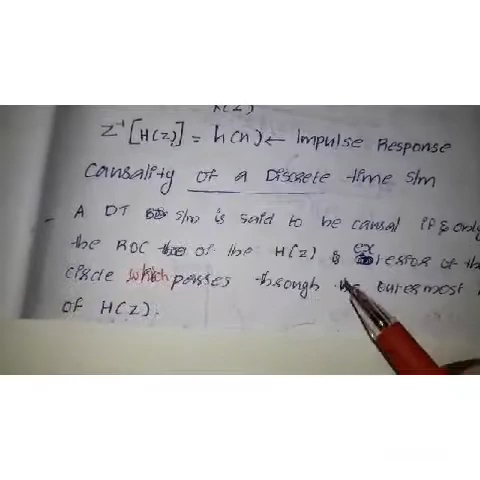 Z⁻¹[H(Z)] = h(n) ← Impulse Response
Causality of a Discrete time s/m
- A DT s/m is said to be causal if & only
the ROC of the H(Z) is exterior of the
circle which passes through the outermost
of H(Z).